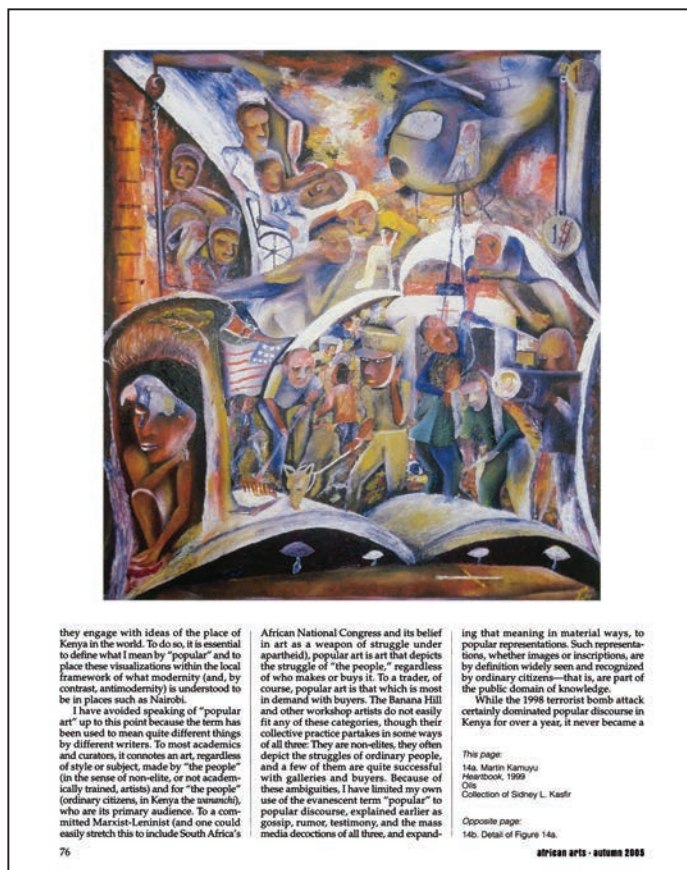 they engage with ideas of the place of
Kenya in the world. To do so, it is essential
to define what I mean by "popular" and to
place these visualizations within the local
framework of what modernity (and, by
contrast, antimodernity) is understood to
be in places such as Nairobi.
I have avoided speaking of "popular
art" up to this point because the term has
been used to mean quite different things
by different writers. To most academics
and curators, it connotes an art, regardless
of style or subject, made by "the people"
(in the sense of non-elite, or not academ-
ically trained, artists) and for "the people"
(ordinary citizens, in Kenya the wananchi),
who are its primary audience. To a com-
mitted Marxist-Leninist (and one could
easily stretch this to include South Africa's
African National Congress and its belief
in art as a weapon of struggle under
apartheid), popular art is art that depicts
the struggle of "the people," regardless
of who makes or buys it. To a trader, of
course, popular art is that which is most
in demand with buyers. The Banana Hill
and other workshop artists do not easily
fit any of these categories, though their
collective practice partakes in some ways
of all three: They are non-elites, they often
depict the struggles of ordinary people,
and a few of them are quite successful
with galleries and buyers. Because of
these ambiguities, I have limited my own
use of the evanescent term "popular" to
popular discourse, explained earlier as
gossip, rumor, testimony, and the mass
media decoctions of all three, and expand-
ing that meaning in material ways, to
popular representations. Such representa-
tions, whether images or inscriptions, are
by definition widely seen and recognized
by ordinary citizens—that is, are part of
the public domain of knowledge.
While the 1998 terrorist bomb attack
certainly dominated popular discourse in
Kenya for over a year, it never became a
This page:
14a. Martin Kamuyu
Heartbook, 1999
Oils
Collection of Sidney L. Kasfir
Opposite page:
14b. Detail of Figure 14a.
76
african arts • autumn 2005